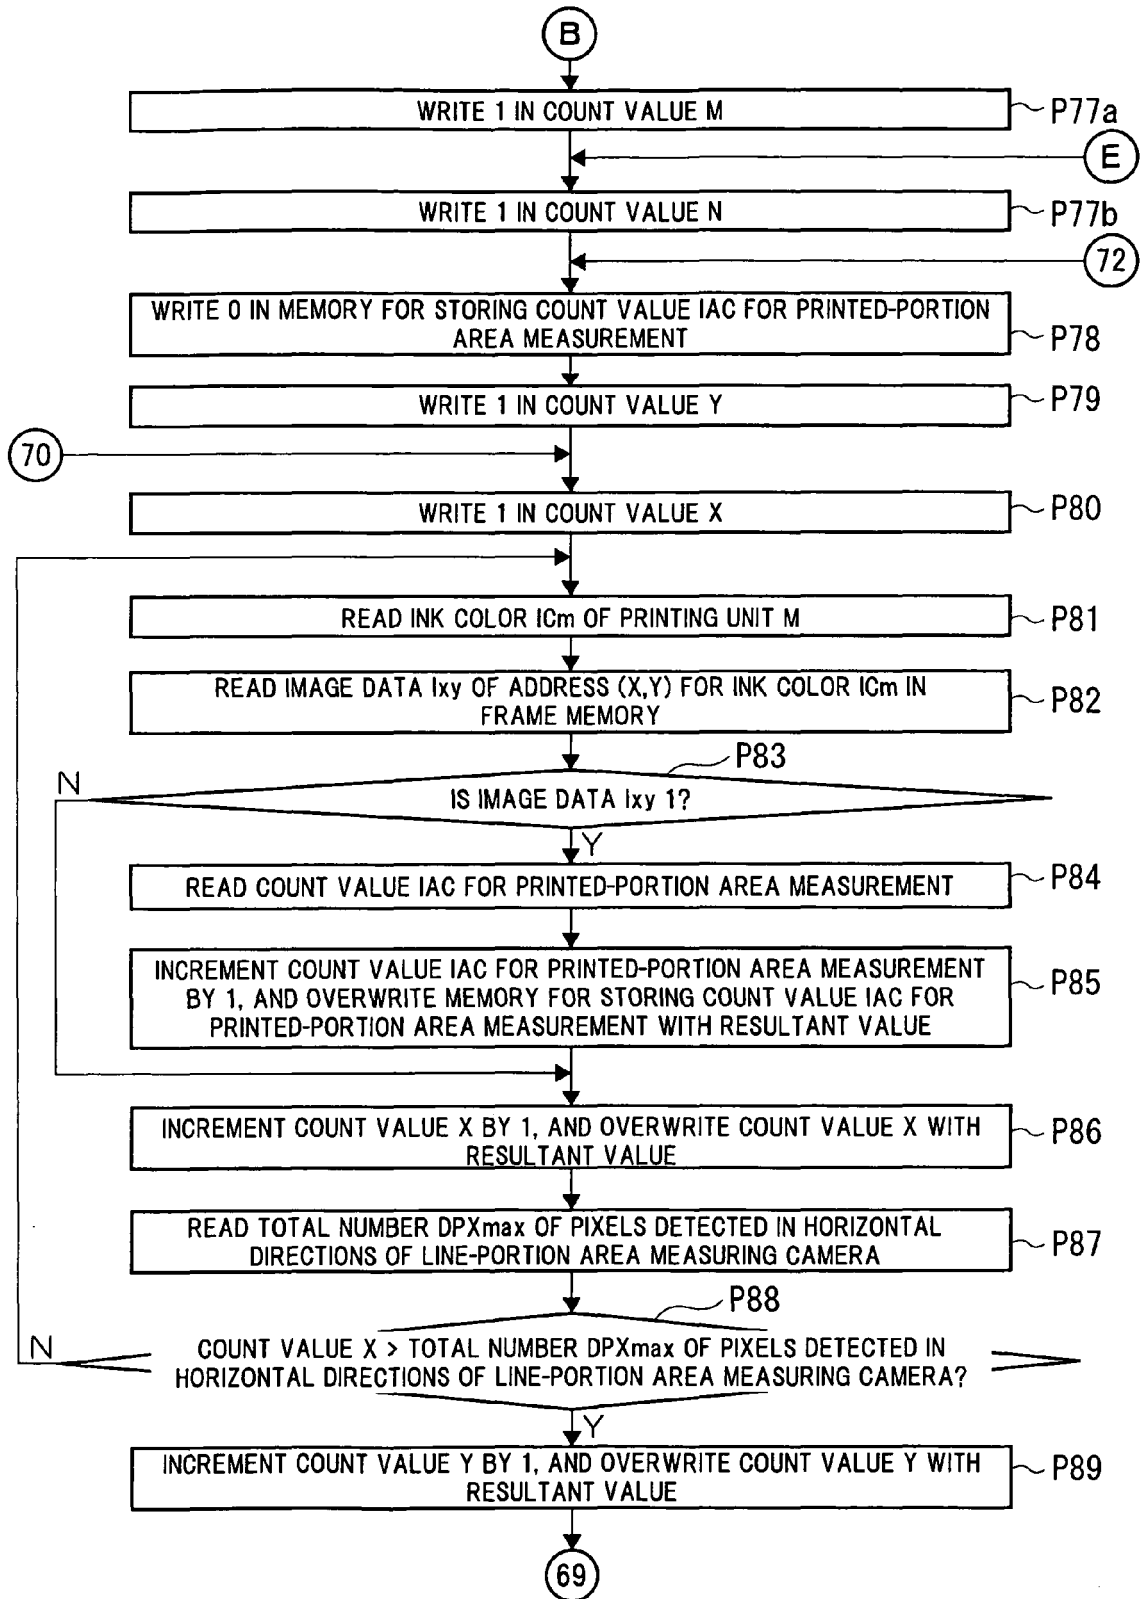 B
WRITE 1 IN COUNT VALUE M
P77a
E
WRITE 1 IN COUNT VALUE N
P77b
72
WRITE 0 IN MEMORY FOR STORING COUNT VALUE IAC FOR PRINTED-PORTION
AREA MEASUREMENT
P78
WRITE 1 IN COUNT VALUE Y
P79
70
WRITE 1 IN COUNT VALUE X
P80
READ INK COLOR ICm OF PRINTING UNIT M
P81
READ IMAGE DATA Ixy OF ADDRESS (X,Y) FOR INK COLOR ICm IN
FRAME MEMORY
P82
P83
N
IS IMAGE DATA Ixy 1?
Y
READ COUNT VALUE IAC FOR PRINTED-PORTION AREA MEASUREMENT
P84
INCREMENT COUNT VALUE IAC FOR PRINTED-PORTION AREA MEASUREMENT
BY 1, AND OVERWRITE MEMORY FOR STORING COUNT VALUE IAC FOR
PRINTED-PORTION AREA MEASUREMENT WITH RESULTANT VALUE
P85
INCREMENT COUNT VALUE X BY 1, AND OVERWRITE COUNT VALUE X WITH
RESULTANT VALUE
P86
READ TOTAL NUMBER DPXmax OF PIXELS DETECTED IN HORIZONTAL
DIRECTIONS OF LINE-PORTION AREA MEASURING CAMERA
P87
P88
N
COUNT VALUE X > TOTAL NUMBER DPXmax OF PIXELS DETECTED IN
HORIZONTAL DIRECTIONS OF LINE-PORTION AREA MEASURING CAMERA?
Y
INCREMENT COUNT VALUE Y BY 1, AND OVERWRITE COUNT VALUE Y WITH
RESULTANT VALUE
P89
69